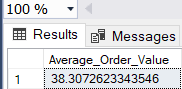 100 %
Results Messages
Average_Order_Value
1 38.3072623343546